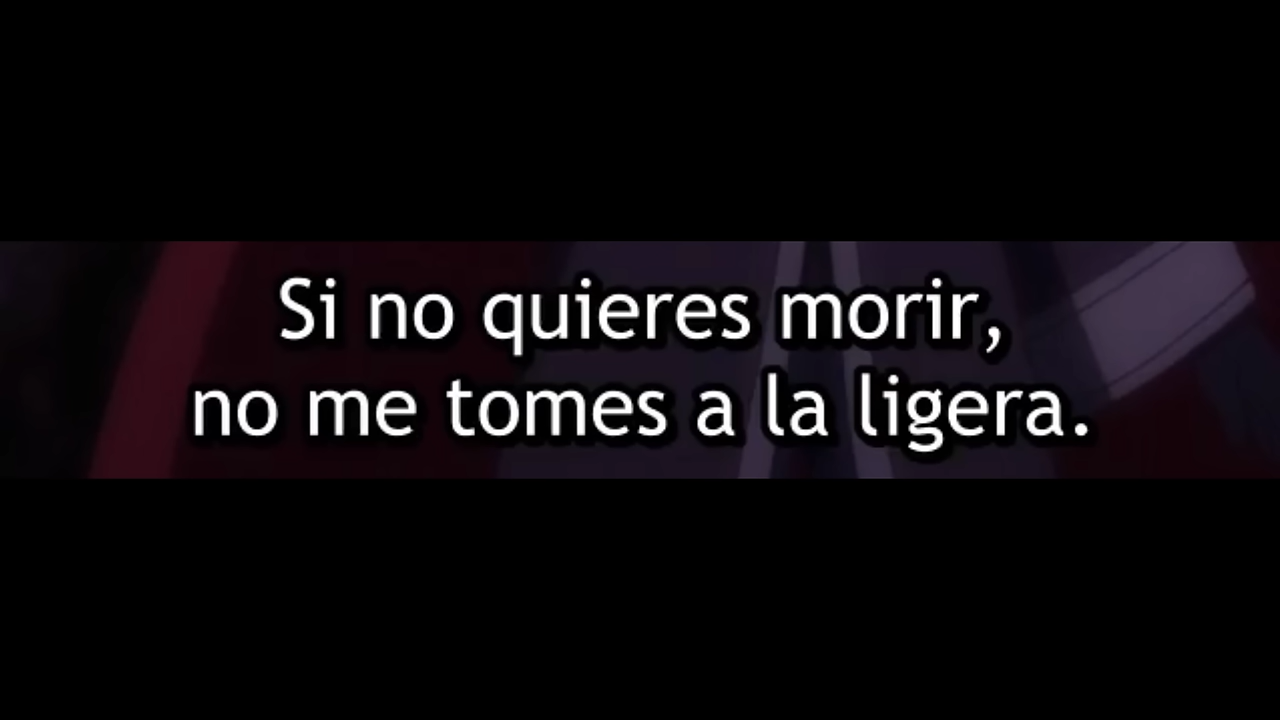 Si no quieres morir,
no me tomes a la ligera.